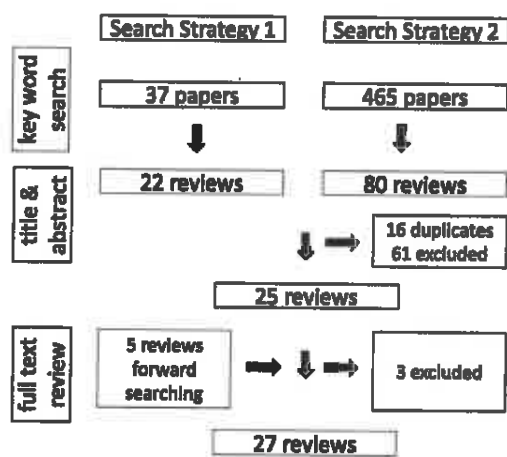 Search Strategy 1
Search Strategy 2
key word
search
37 papers
465 papers
title &
abstract
22 reviews
80 reviews
16 duplicates
61 excluded
25 reviews
full text
review
5 reviews
forward
searching
3 excluded
27 reviews